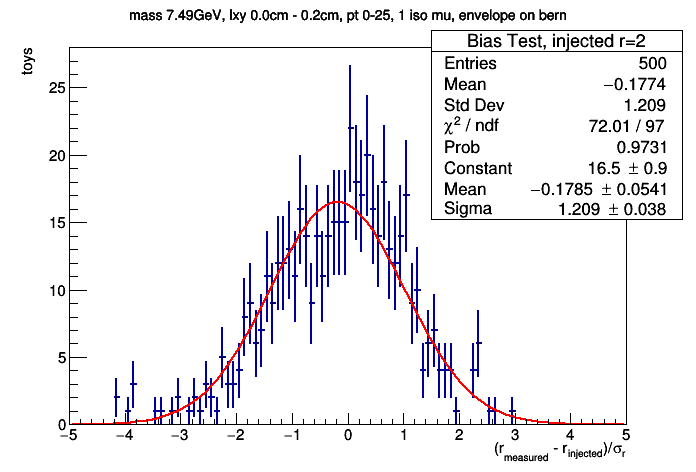 mass 7.49GeV, lxy 0.0cm - 0.2cm, pt 0-25, 1 iso mu, envelope on bern
toys
Bias Test, injected r=2
Entries 500
Mean −0.1774
Std Dev 1.209
χ² / ndf 72.01 / 97
Prob 0.9731
Constant 16.5 ± 0.9
Mean −0.1785 ± 0.0541
Sigma 1.209 ± 0.038
25
20
15
10
5
0
−5 −4 −3 −2 −1 0 1 2 3 4 5
(r_measured - r_injected)/σ_r